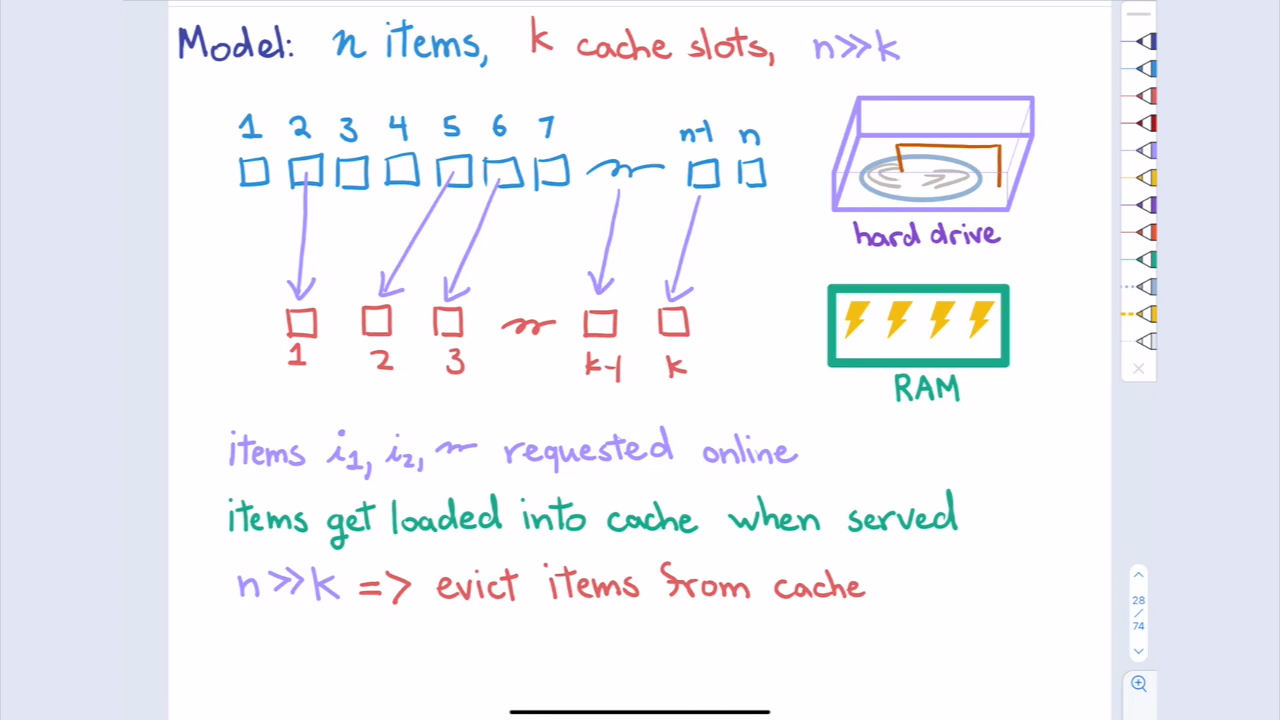 Model: n items, k cache slots, n>>k
1 2 3 4 5 6 7 n-1 n
hard drive
1 2 3 k-1 k
RAM
items i1, i2, ~ requested online
items get loaded into cache when served
n>>k => evict items from cache
28
/
74